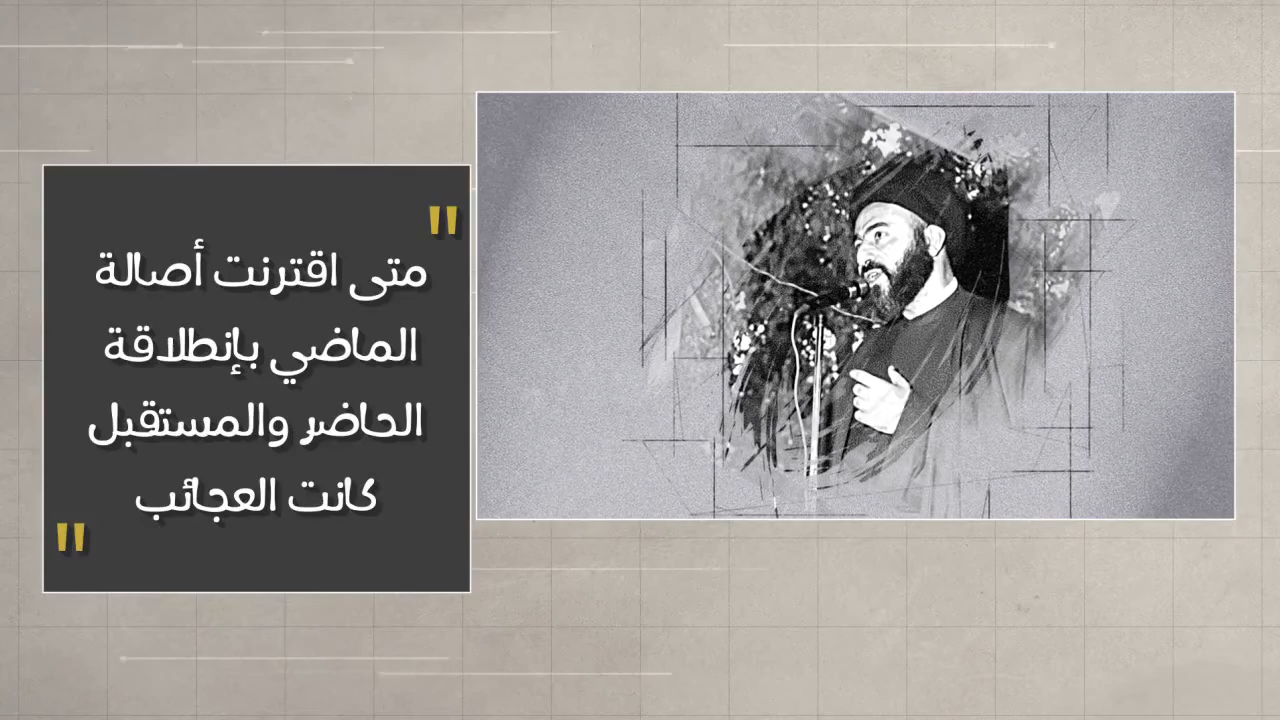 "
متى اقترنت أصالة
الماضي بإنطلاقة
الحاضر والمستقبل
كانت العجائب
"